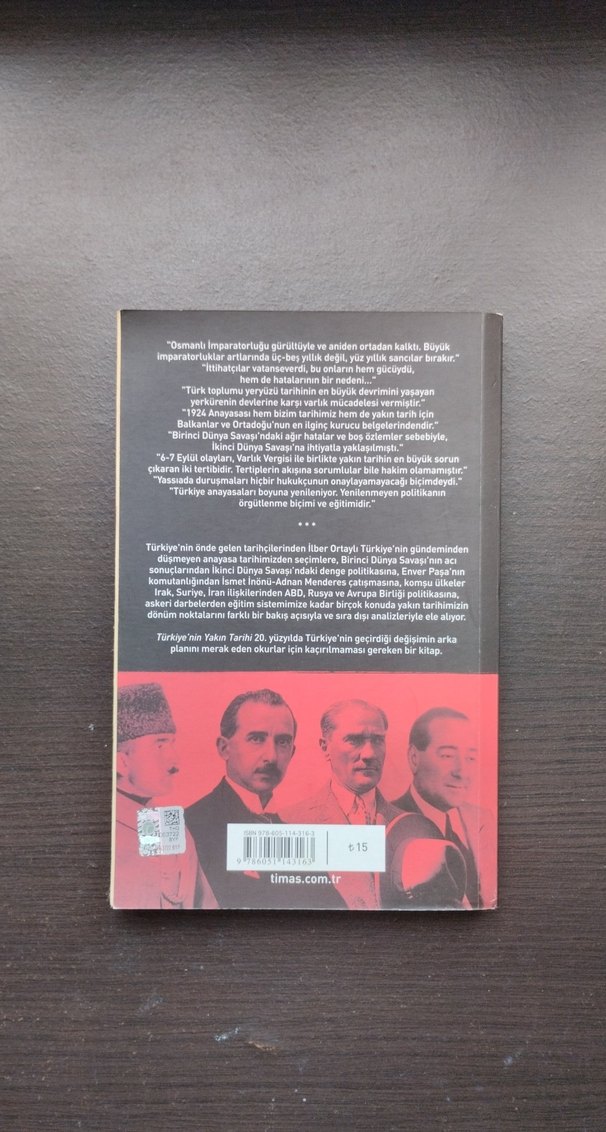 "Osmanlı İmparatorluğu gürültüyle ve aniden ortadan kalktı. Büyük
imparatorluklar artlarında üç-beş yıllık değil, yüz yıllık sancılar bırakır."
"İttihatçılar vatanseverdi, bu onların hem gücüydü,
hem de hatalarının bir nedeni..."
"Türk toplumu yeryüzü tarihinin en büyük devrimini yaşayan
yerkürenin devlerine karşı varlık mücadelesi vermiştir."
"1924 Anayasası hem bizim tarihimiz hem de yakın tarih için
Balkanlar ve Ortadoğu'nun en ilginç kurucu belgelerindendir."
"Birinci Dünya Savaşı'ndaki ağır hatalar ve boş özlemler sebebiyle,
İkinci Dünya Savaşı'na ihtiyatla yaklaşılmıştı."
"6-7 Eylül olayları, Varlık Vergisi ile birlikte yakın tarihin en büyük sorun
çıkaran iki tertibidir. Tertiplerin akışına sorumlular bile hakim olamamıştır."
"Yassıada duruşmaları hiçbir hukukçunun onaylayamayacağı biçimdeydi."
"Türkiye anayasaları boyuna yenileniyor. Yenilenmeyen politikanın
örgütlenme biçimi ve eğitimidir."
***
Türkiye'nin önde gelen tarihçilerinden İlber Ortaylı Türkiye'nin gündeminden
düşmeyen anayasa tarihimizden seçimlere, Birinci Dünya Savaşı'nın acı
sonuçlarından İkinci Dünya Savaşı'ndaki denge politikasına, Enver Paşa'nın
komutanlığından İsmet İnönü-Adnan Menderes çatışmasına, komşu ülkeler
Irak, Suriye, İran ilişkilerinden ABD, Rusya ve Avrupa Birliği politikasına,
askeri darbelerden eğitim sistemimize kadar birçok konuda yakın tarihimizin
dönüm noktalarını farklı bir bakış açısıyla ve sıra dışı analizleriyle ele alıyor.
Türkiye'nin Yakın Tarihi 20. yüzyılda Türkiye'nin geçirdiği değişimin arka
planını merak eden okurlar için kaçırılmaması gereken bir kitap.
ISBN 978-605-114-316-3
9 786051 143163
₺15
timas.com.tr